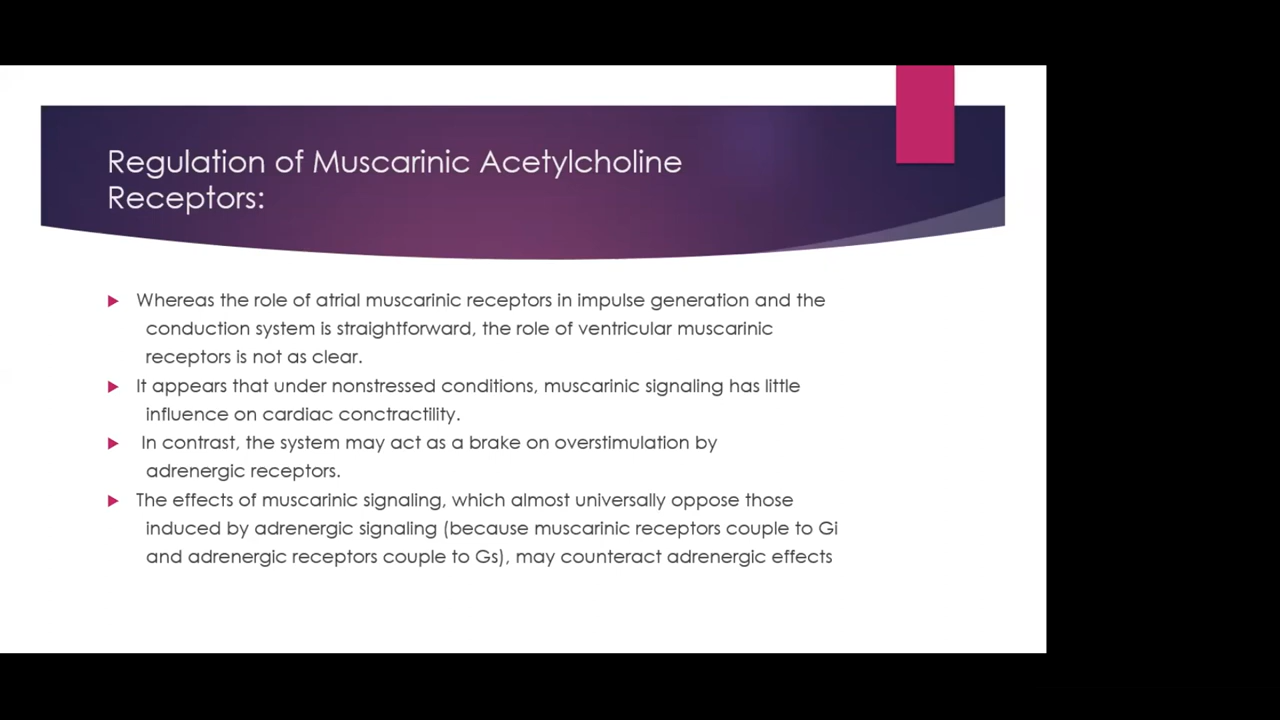 Regulation of Muscarinic Acetylcholine
Receptors:
Whereas the role of atrial muscarinic receptors in impulse generation and the
conduction system is straightforward, the role of ventricular muscarinic
receptors is not as clear.
It appears that under nonstressed conditions, muscarinic signaling has little
influence on cardiac conctractility.
In contrast, the system may act as a brake on overstimulation by
adrenergic receptors.
The effects of muscarinic signaling, which almost universally oppose those
induced by adrenergic signaling (because muscarinic receptors couple to Gi
and adrenergic receptors couple to Gs), may counteract adrenergic effects